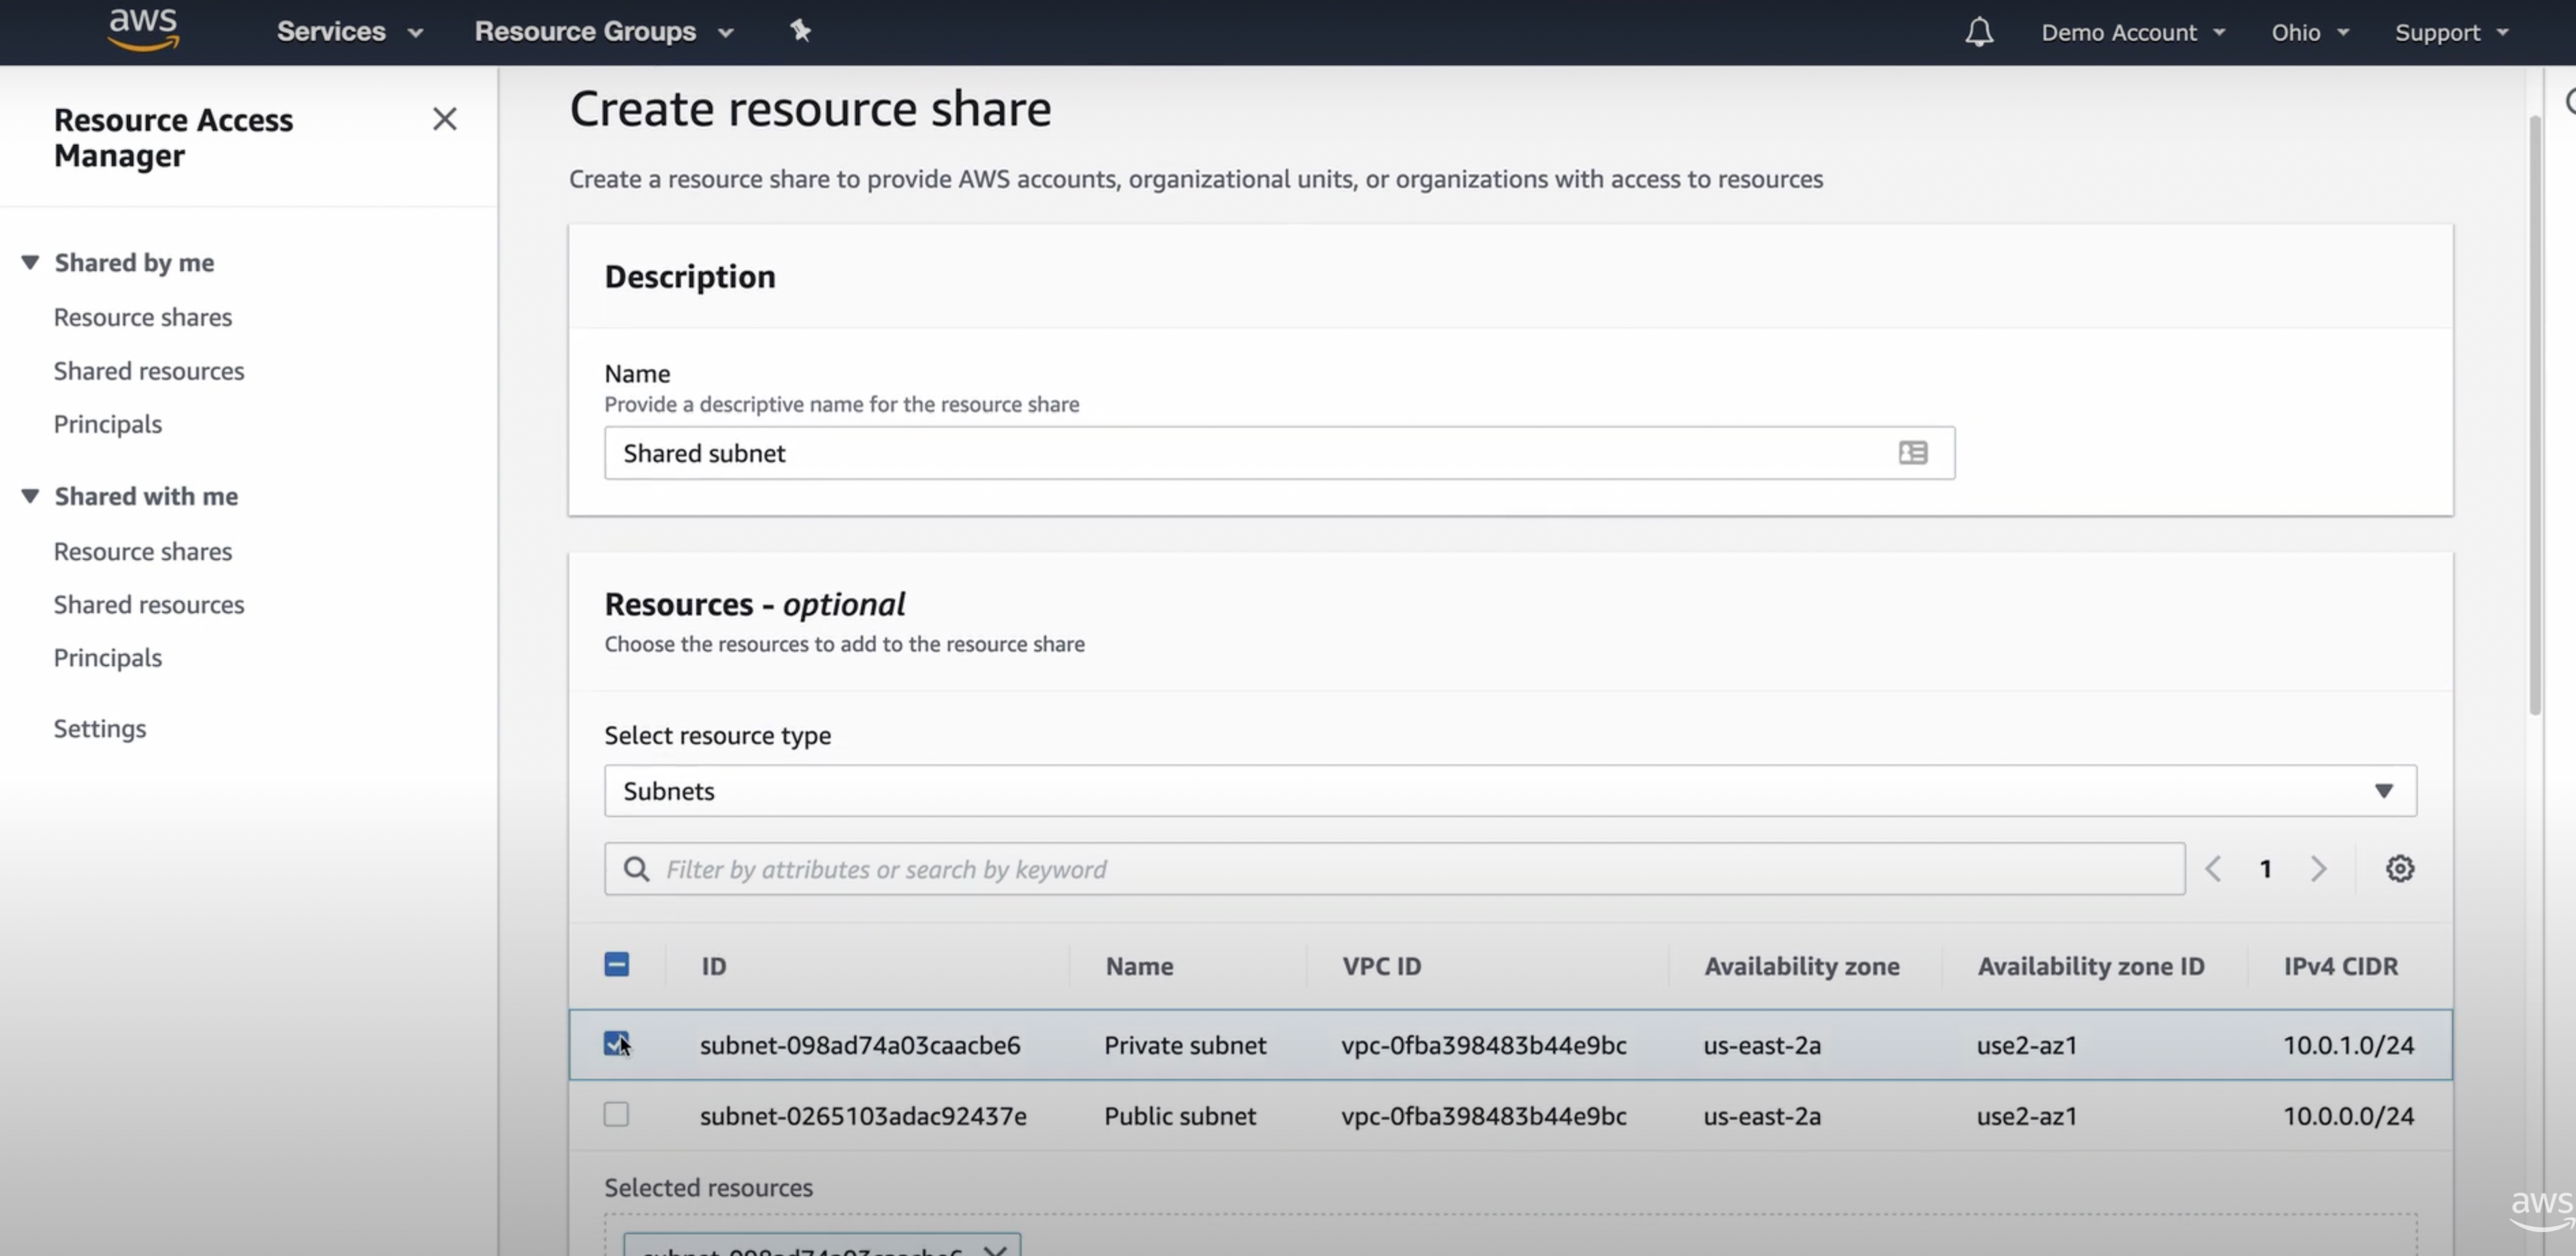 aws Services Resource Groups Demo Account Ohio Support
Resource Access
Manager
Shared by me
Resource shares
Shared resources
Principals
Shared with me
Resource shares
Shared resources
Principals
Settings
Create resource share
Create a resource share to provide AWS accounts, organizational units, or organizations with access to resources
Description
Name
Provide a descriptive name for the resource share
Shared subnet
Resources - optional
Choose the resources to add to the resource share
Select resource type
Subnets
Filter by attributes or search by keyword 1
ID Name VPC ID Availability zone Availability zone ID IPv4 CIDR
subnet-098ad74a03caacbe6 Private subnet vpc-0fba398483b44e9bc us-east-2a use2-az1 10.0.1.0/24
subnet-0265103adac92437e Public subnet vpc-0fba398483b44e9bc us-east-2a use2-az1 10.0.0.0/24
Selected resources
subnet-098ad74a03caacbe6
aws